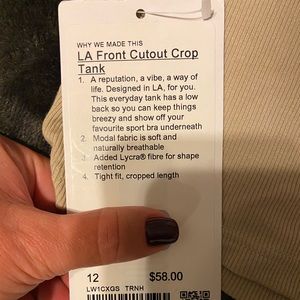 WHY WE MADE THIS
LA Front Cutout Crop
Tank
1. A reputation, a vibe, a way of
life. Designed in LA, for you.
This everyday tank has a low
back so you can keep things
breezy and show off your
favourite sport bra underneath
2. Modal fabric is soft and
naturally breathable
3. Added Lycra® fibre for shape
retention
4. Tight fit, cropped length
12 $58.00
LW1CXGS TRNH